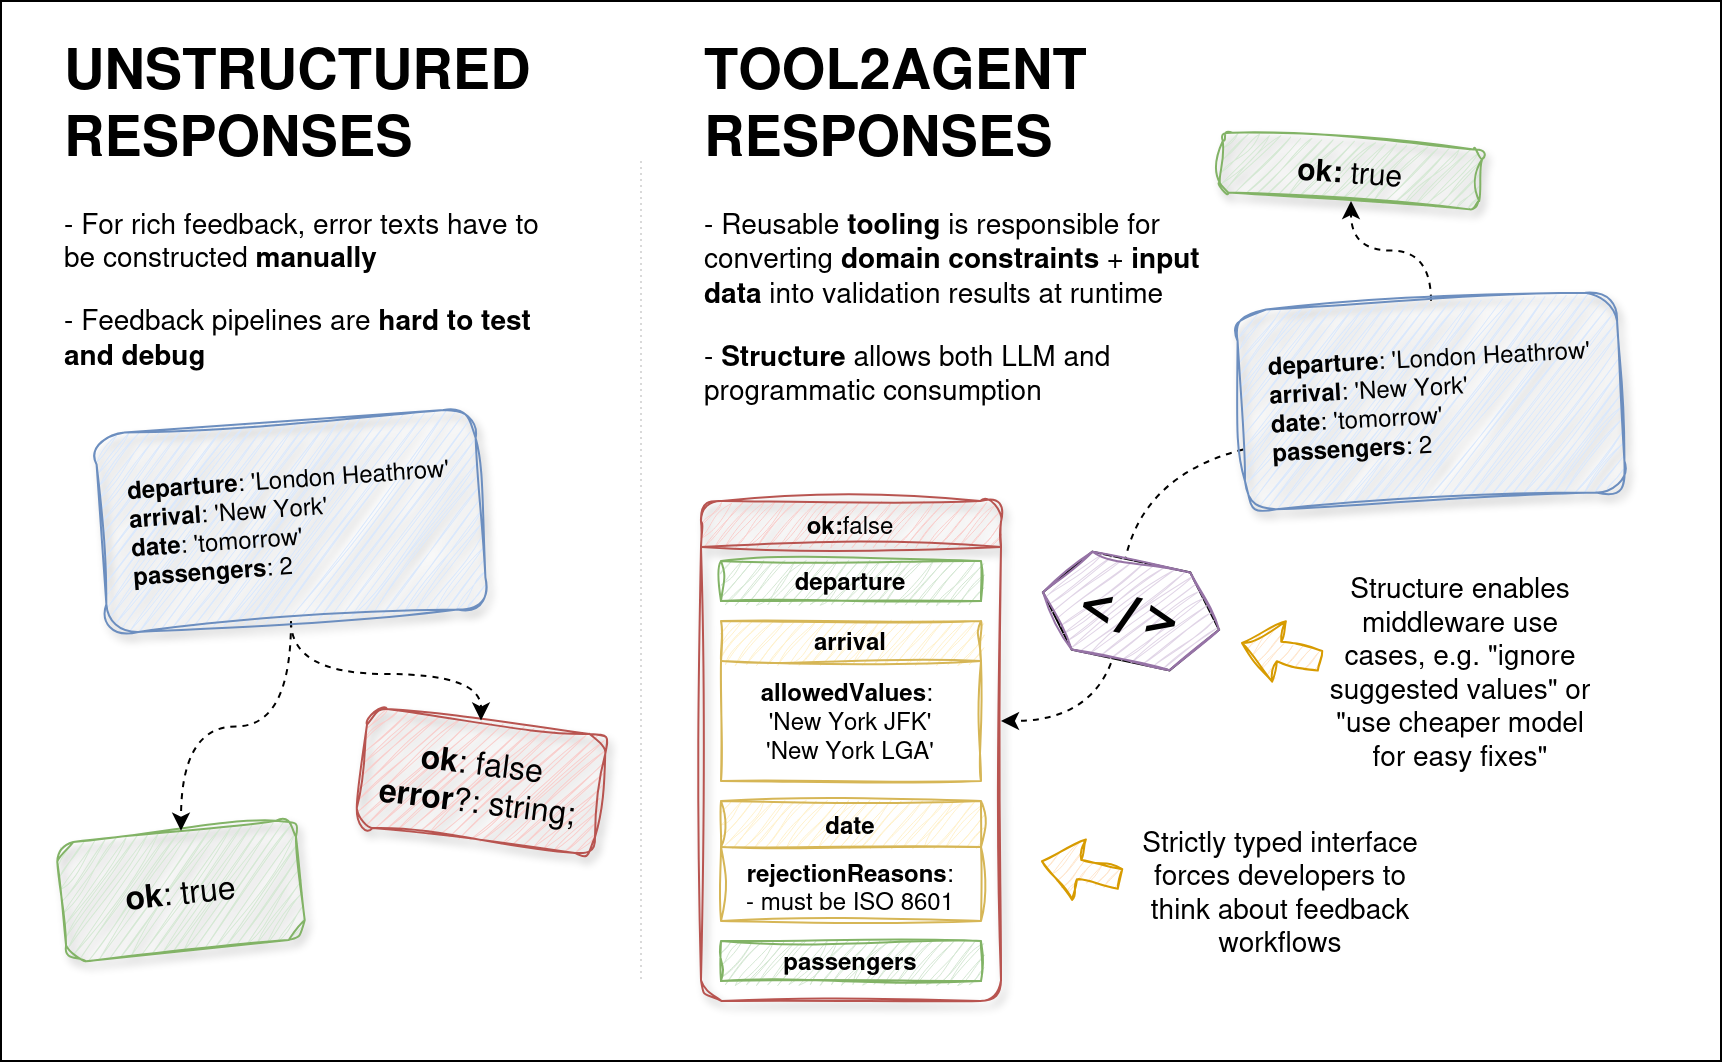 UNSTRUCTURED
RESPONSES
- For rich feedback, error texts have to
be constructed manually
- Feedback pipelines are hard to test
and debug
departure: 'London Heathrow'
arrival: 'New York'
date: 'tomorrow'
passengers: 2
ok: false
error?: string;
ok: true
TOOL2AGENT
RESPONSES
- Reusable tooling is responsible for
converting domain constraints + input
data into validation results at runtime
- Structure allows both LLM and
programmatic consumption
ok: true
departure: 'London Heathrow'
arrival: 'New York'
date: 'tomorrow'
passengers: 2
</>
ok:false
departure
arrival
allowedValues:
'New York JFK'
'New York LGA'
date
rejectionReasons:
- must be ISO 8601
passengers
Structure enables
middleware use
cases, e.g. "ignore
suggested values" or
"use cheaper model
for easy fixes"
Strictly typed interface
forces developers to
think about feedback
workflows